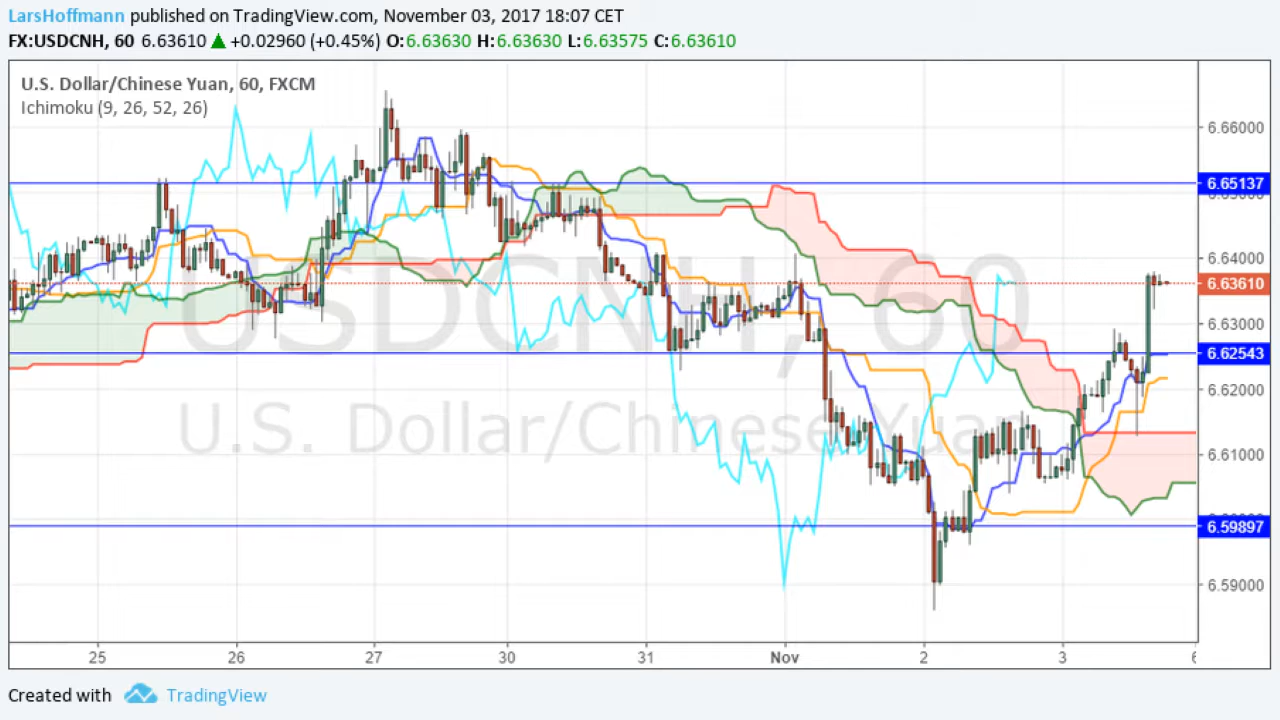 LarsHoffmann published on TradingView.com, November 03, 2017 18:07 CET
FX:USDCNH, 60 6.63610 ▲ +0.02960 (+0.45%) O:6.63630 H:6.63630 L:6.63575 C:6.63610
U.S. Dollar/Chinese Yuan, 60, FXCM
Ichimoku (9, 26, 52, 26)
USDCNH, 60
U.S. Dollar/Chinese Yuan
6.66000
6.65137
6.64000
6.63610
6.63000
6.62543
6.62000
6.61000
6.59897
6.59000
25 26 27 30 31 Nov 2 3
Created with TradingView